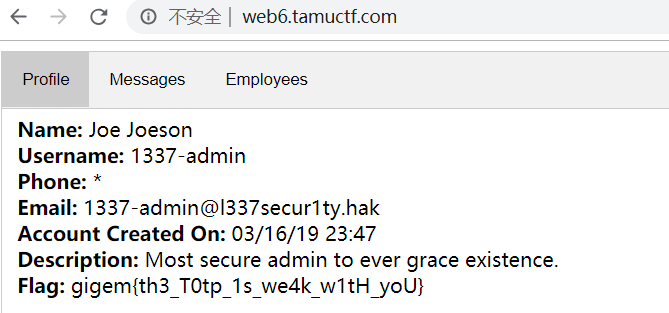 不安全 | web6.tamuctf.com
Profile Messages Employees
Name: Joe Joeson
Username: 1337-admin
Phone: *
Email: 1337-admin@l337secur1ty.hak
Account Created On: 03/16/19 23:47
Description: Most secure admin to ever grace existence.
Flag: gigem{th3_T0tp_1s_we4k_w1tH_yoU}